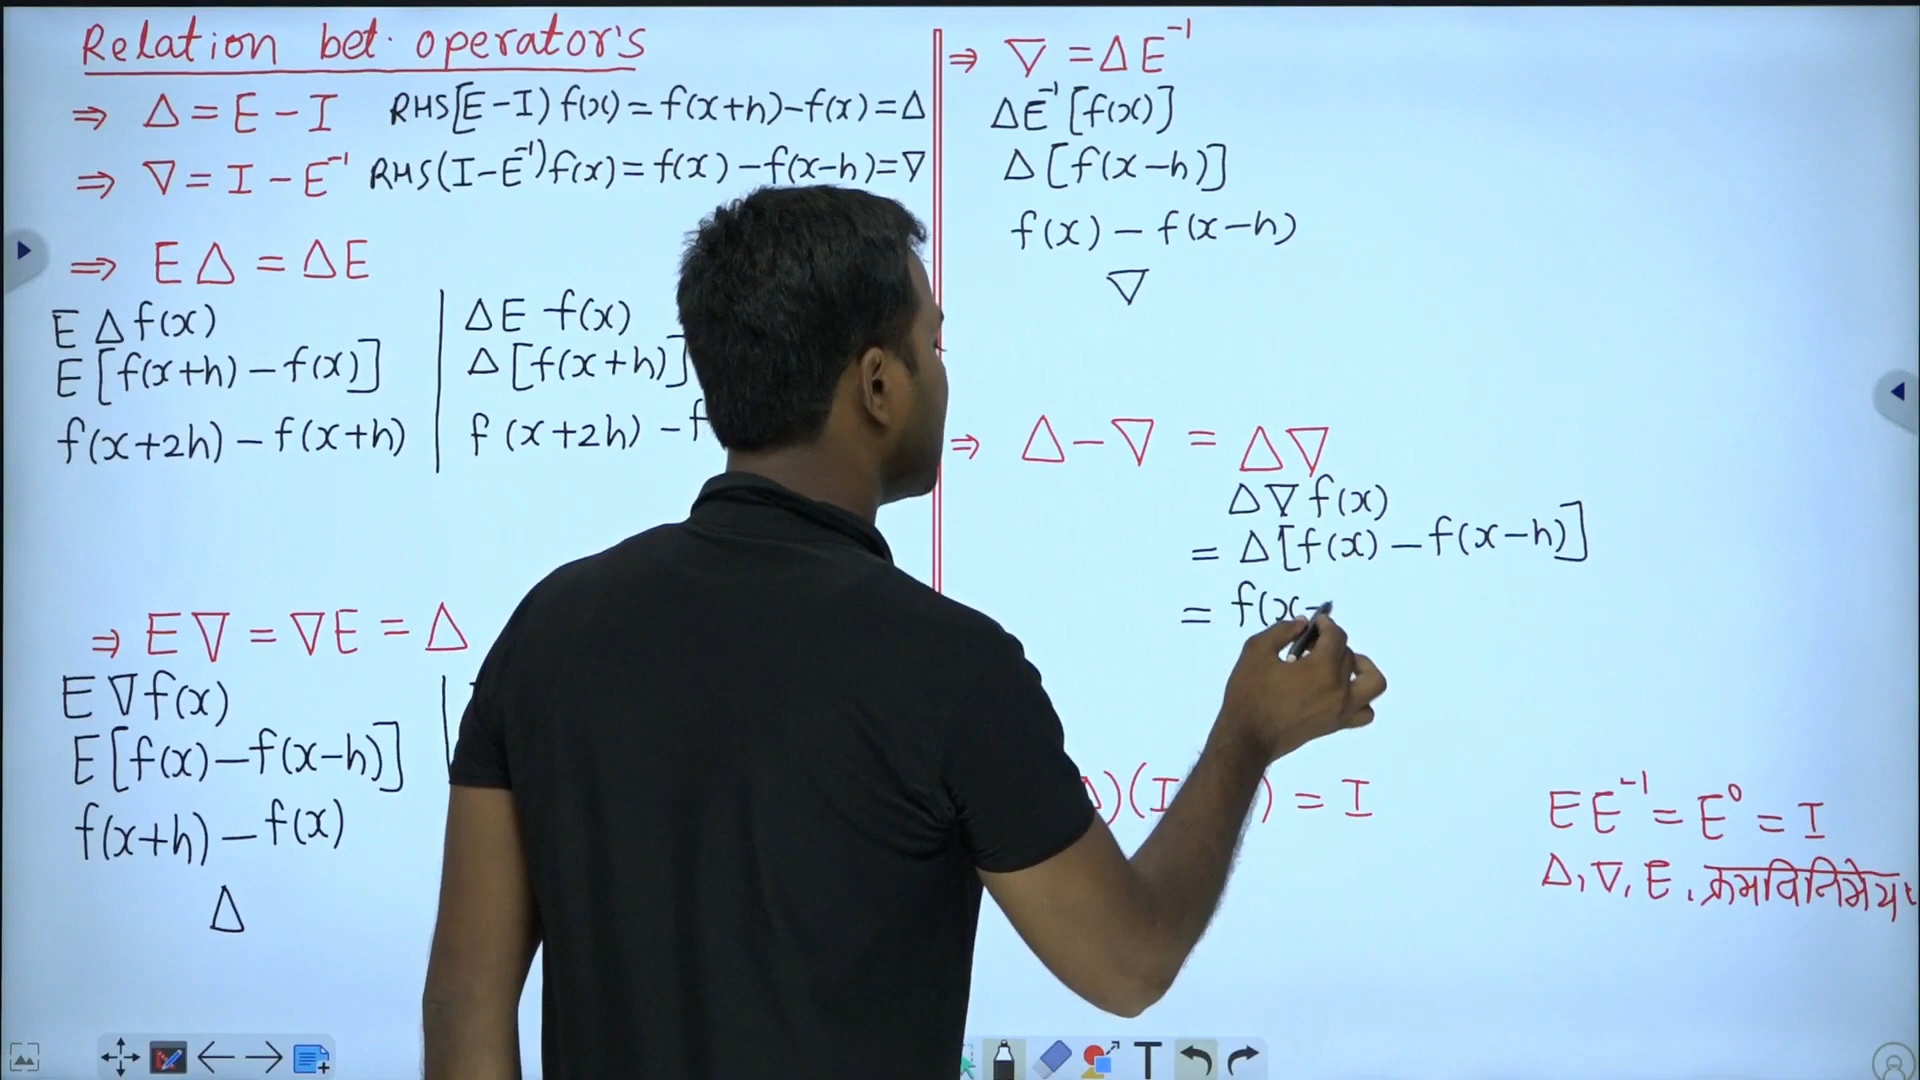 Relation bet. operator's
⇒ Δ = E - I RHS[E-I) f(x) = f(x+h)-f(x) = Δ
⇒ ∇ = I - E⁻¹ RHS(I-E⁻¹)f(x) = f(x) - f(x-h)=∇
⇒ EΔ = ΔE
EΔf(x)
E[f(x+h) - f(x)]
f(x+2h) - f(x+h)
ΔE f(x)
Δ[f(x+h)]
f(x+2h) - f
⇒ E∇ = ∇E = Δ
E∇f(x)
E[f(x)-f(x-h)]
f(x+h) - f(x)
Δ
⇒ ∇ = ΔE⁻¹
ΔE⁻¹[f(x)]
Δ[f(x-h)]
f(x) - f(x-h)
∇
⇒ Δ-∇ = Δ∇
Δ∇f(x)
= Δ[f(x) - f(x-h)]
= f(x
)(I ) = I
EE⁻¹ = E⁰ = I
Δ, ∇, E, क्रमविनिमेय
T